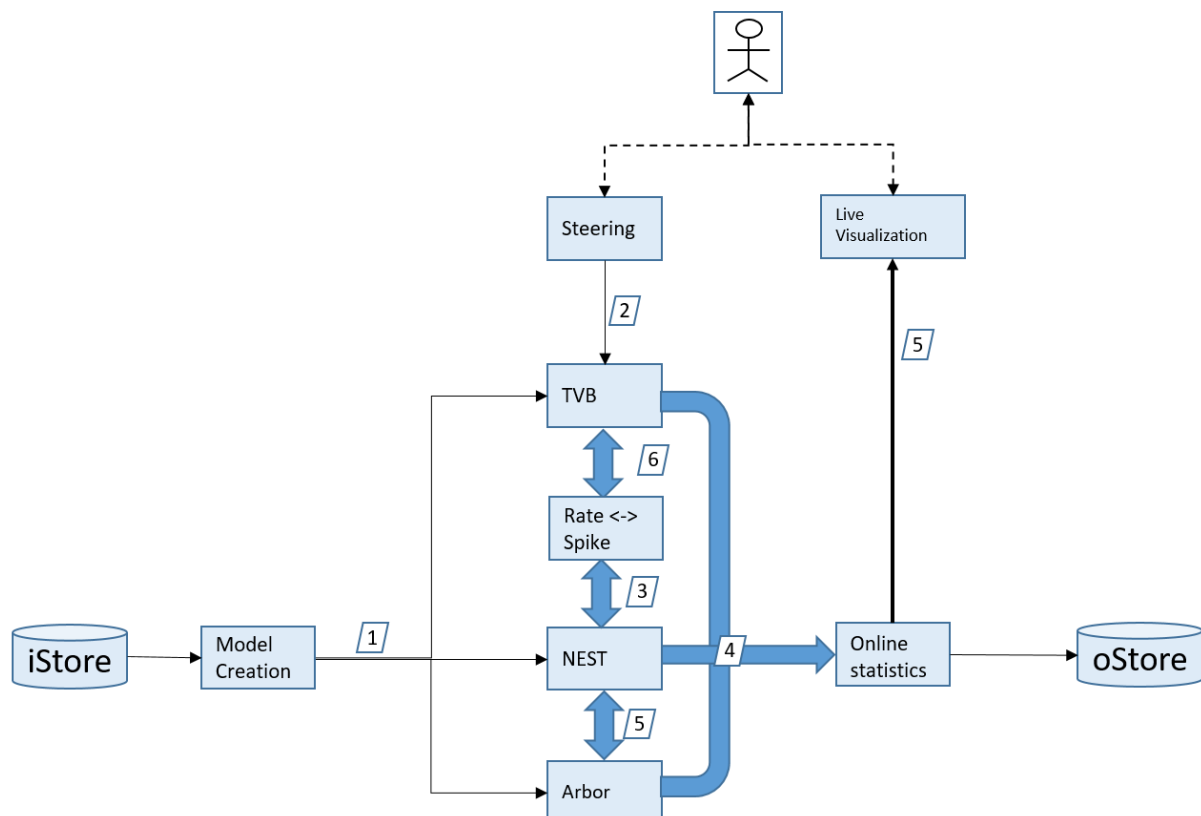 Steering
Live
Visualization
2
5
TVB
6
Rate <->
Spike
3
iStore
Model
Creation
1
NEST
4
Online
statistics
oStore
5
Arbor